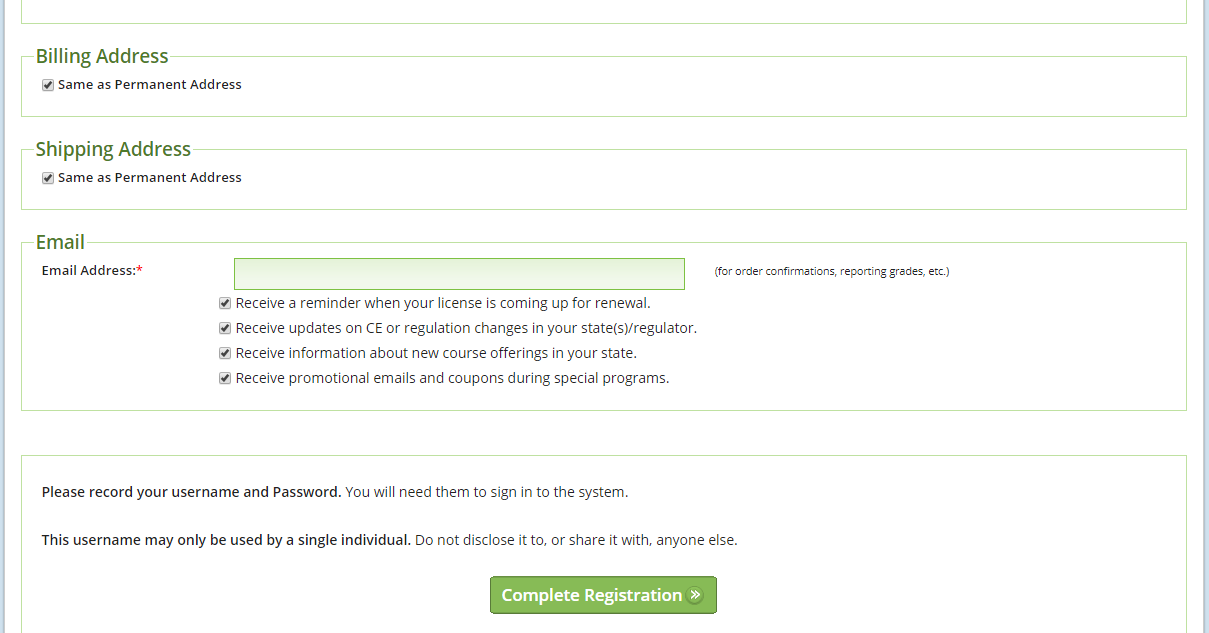 Billing Address
Same as Permanent Address
Shipping Address
Same as Permanent Address
Email
Email Address:* (for order confirmations, reporting grades, etc.)
Receive a reminder when your license is coming up for renewal.
Receive updates on CE or regulation changes in your state(s)/regulator.
Receive information about new course offerings in your state.
Receive promotional emails and coupons during special programs.
Please record your username and Password. You will need them to sign in to the system.
This username may only be used by a single individual. Do not disclose it to, or share it with, anyone else.
Complete Registration »